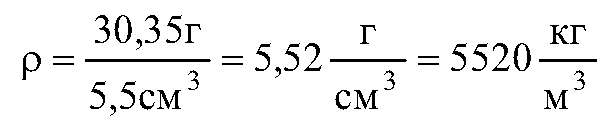 ρ = 30,35г / 5,5см³ = 5,52 г/см³ = 5520 кг/м³